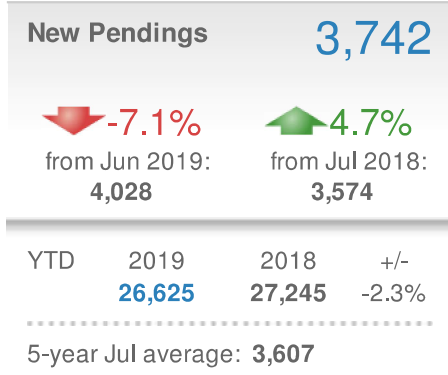 New Pendings 3,742
-7.1% 4.7%
from Jun 2019: from Jul 2018:
4,028 3,574
YTD 2019 2018 +/-
26,625 27,245 -2.3%
5-year Jul average: 3,607